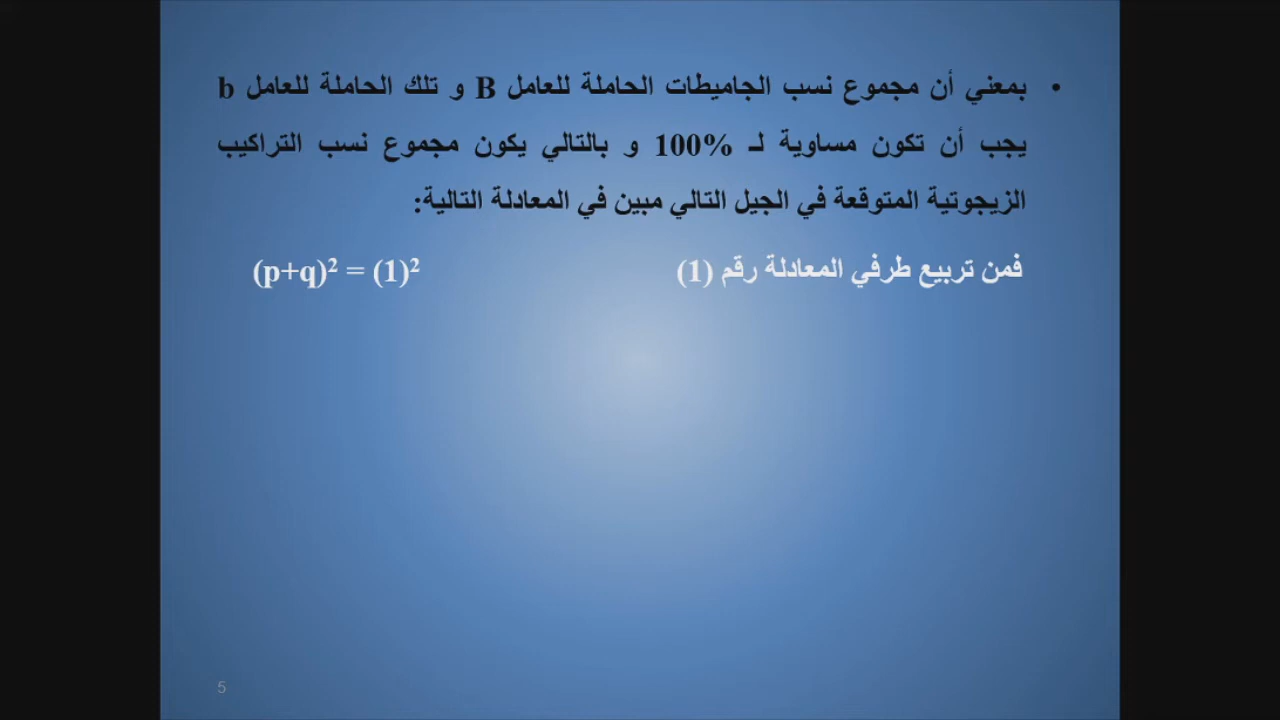 • بمعني أن مجموع نسب الجاميطات الحاملة للعامل B و تلك الحاملة للعامل b
يجب أن تكون مساوية لـ 100% و بالتالي يكون مجموع نسب التراكيب
الزيجوتية المتوقعة في الجيل التالي مبين في المعادلة التالية:
فمن تربيع طرفي المعادلة رقم (1) (p+q)² = (1)²
5